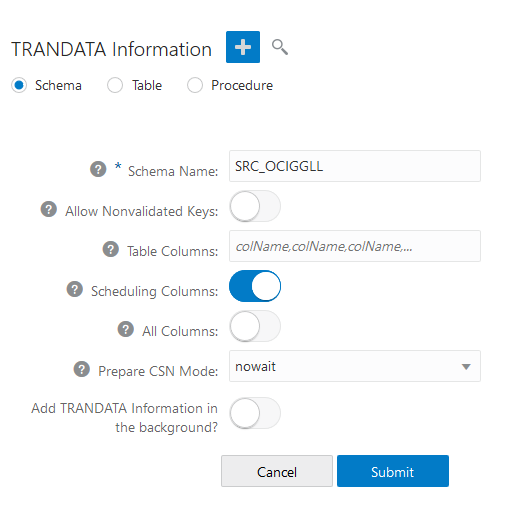 TRANDATA Information
Schema
Table
Procedure
? * Schema Name: SRC_OCIGGLL
? Allow Nonvalidated Keys:
? Table Columns: colName,colName,colName,...
? Scheduling Columns:
? All Columns:
? Prepare CSN Mode: nowait
Add TRANDATA Information in
the background?
Cancel
Submit